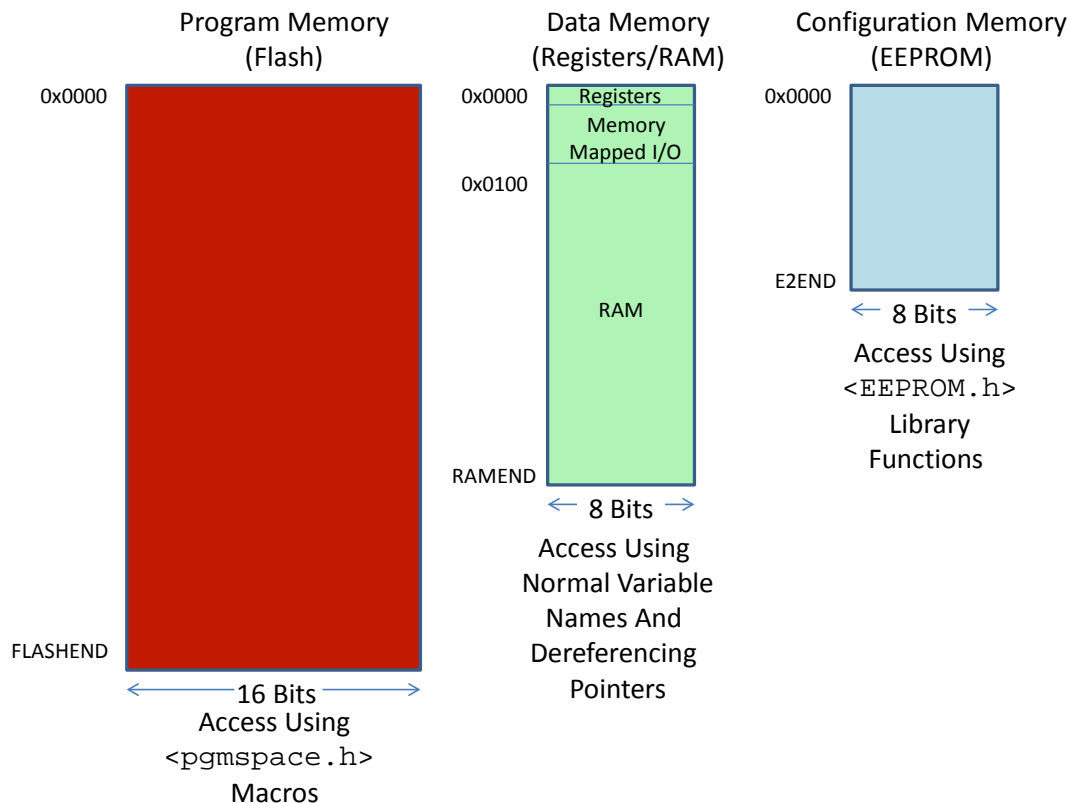 Program Memory
(Flash)
0x0000
FLASHEND
16 Bits
Access Using
<pgmspace.h>
Macros
Data Memory
(Registers/RAM)
0x0000
Registers
Memory
Mapped I/O
0x0100
RAM
RAMEND
8 Bits
Access Using
Normal Variable
Names And
Dereferencing
Pointers
Configuration Memory
(EEPROM)
0x0000
E2END
8 Bits
Access Using
<EEPROM.h>
Library
Functions